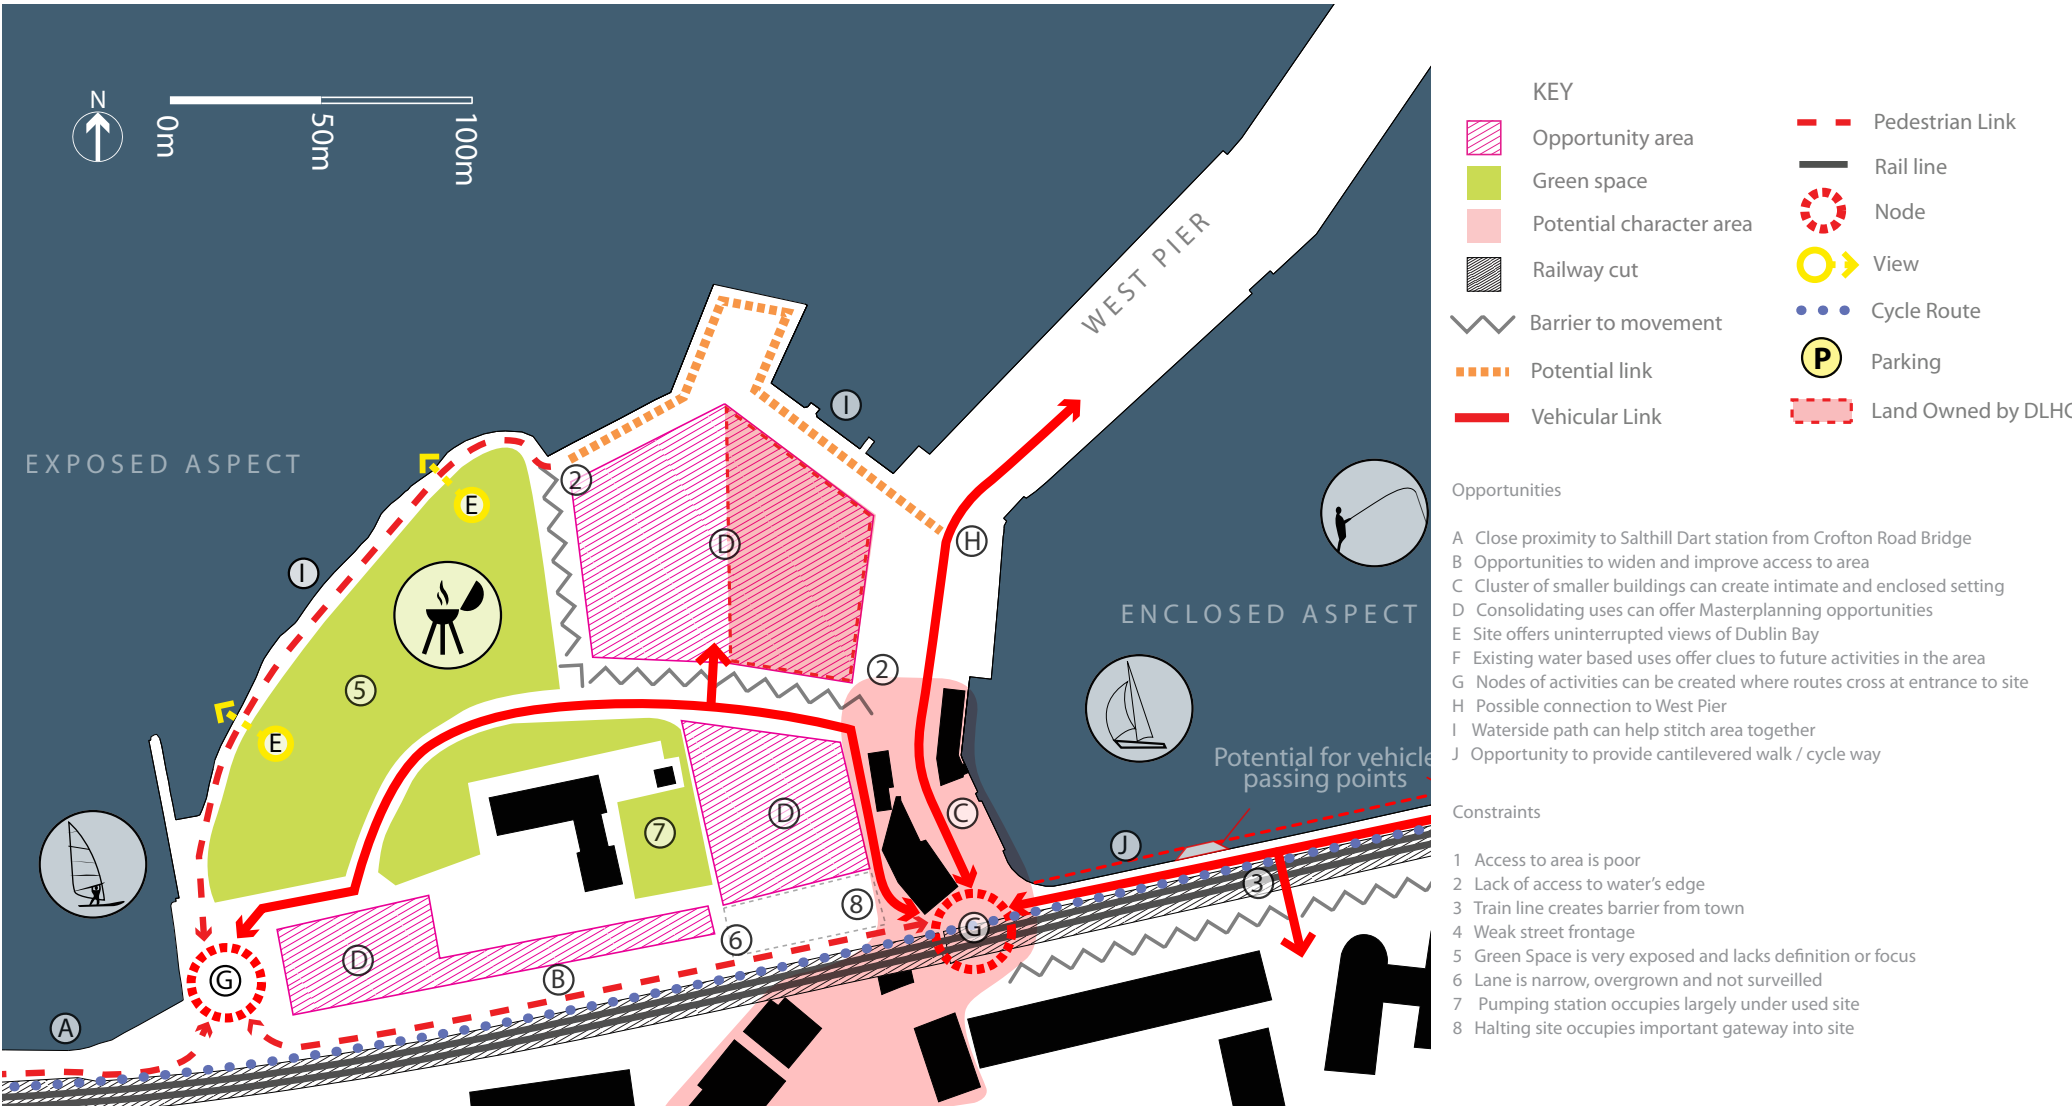 N
0m
50m
100m
EXPOSED ASPECT
WEST PIER
ENCLOSED ASPECT
Potential for vehicle
passing points
I
2
E
D
H
I
5
2
E
D
C
7
J
3
8
G
6
D
B
G
A
KEY
Opportunity area
Green space
Potential character area
Railway cut
Barrier to movement
Potential link
Vehicular Link
Pedestrian Link
Rail line
Node
View
Cycle Route
P Parking
Land Owned by DLHC
Opportunities
A Close proximity to Salthill Dart station from Crofton Road Bridge
B Opportunities to widen and improve access to area
C Cluster of smaller buildings can create intimate and enclosed setting
D Consolidating uses can offer Masterplanning opportunities
E Site offers uninterrupted views of Dublin Bay
F Existing water based uses offer clues to future activities in the area
G Nodes of activities can be created where routes cross at entrance to site
H Possible connection to West Pier
I Waterside path can help stitch area together
J Opportunity to provide cantilevered walk / cycle way
Constraints
1 Access to area is poor
2 Lack of access to water's edge
3 Train line creates barrier from town
4 Weak street frontage
5 Green Space is very exposed and lacks definition or focus
6 Lane is narrow, overgrown and not surveilled
7 Pumping station occupies largely under used site
8 Halting site occupies important gateway into site